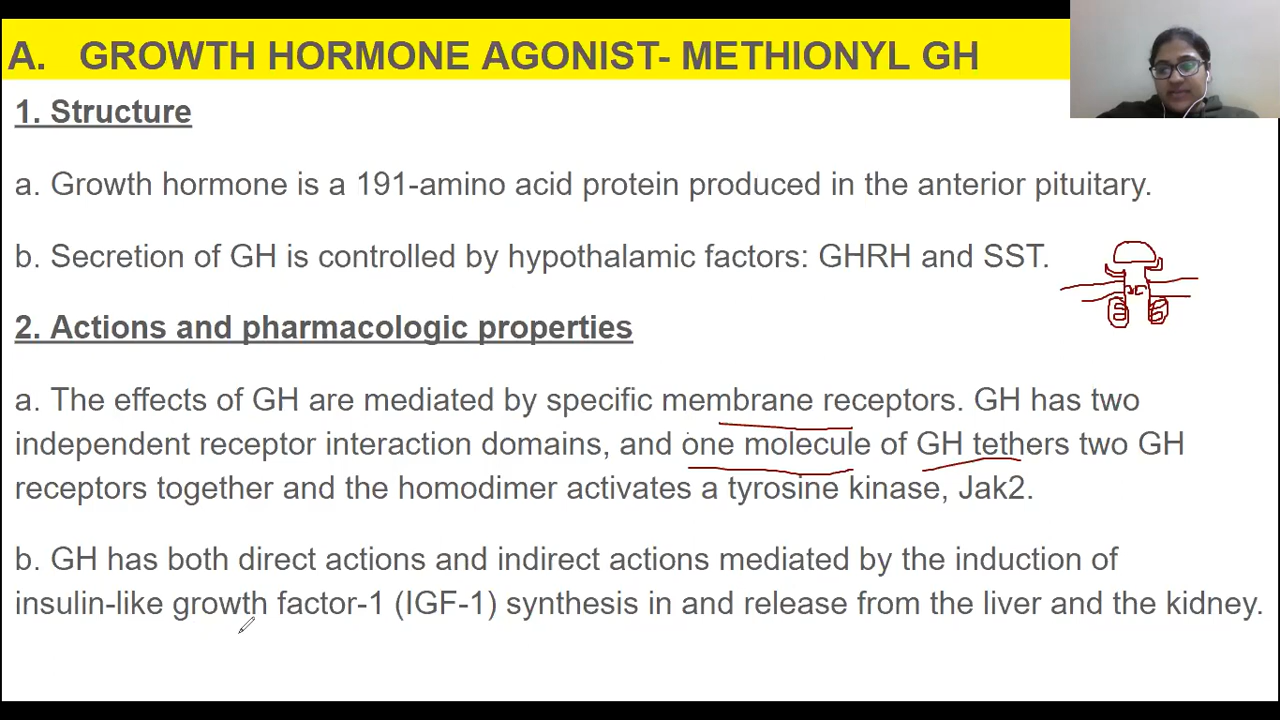 A. GROWTH HORMONE AGONIST- METHIONYL GH
1. Structure
a. Growth hormone is a 191-amino acid protein produced in the anterior pituitary.
b. Secretion of GH is controlled by hypothalamic factors: GHRH and SST.
2. Actions and pharmacologic properties
a. The effects of GH are mediated by specific membrane receptors. GH has two
independent receptor interaction domains, and one molecule of GH tethers two GH
receptors together and the homodimer activates a tyrosine kinase, Jak2.
b. GH has both direct actions and indirect actions mediated by the induction of
insulin-like growth factor-1 (IGF-1) synthesis in and release from the liver and the kidney.